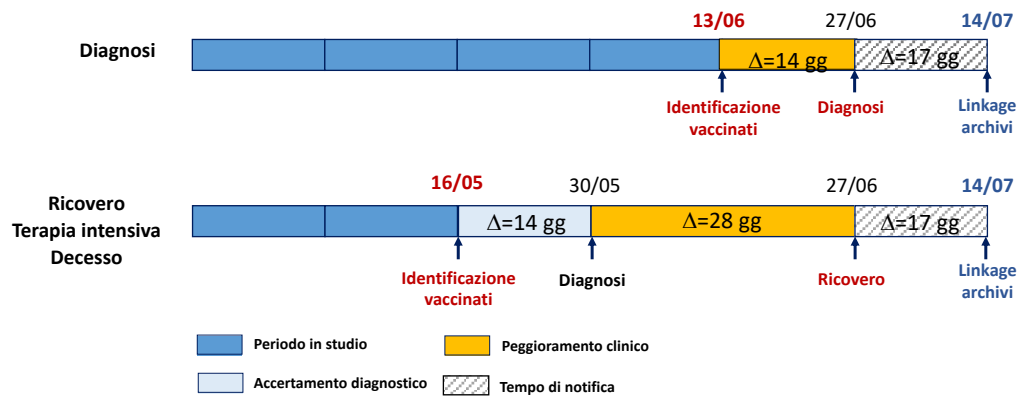 13/06
27/06
14/07
Diagnosi
Δ=14 gg
Δ=17 gg
Identificazione
vaccinati
Diagnosi
Linkage
archivi
16/05
30/05
27/06
14/07
Ricovero
Terapia intensiva
Decesso
Δ=14 gg
Δ=28 gg
Δ=17 gg
Identificazione
vaccinati
Diagnosi
Ricovero
Linkage
archivi
Periodo in studio
Peggioramento clinico
Accertamento diagnostico
Tempo di notifica